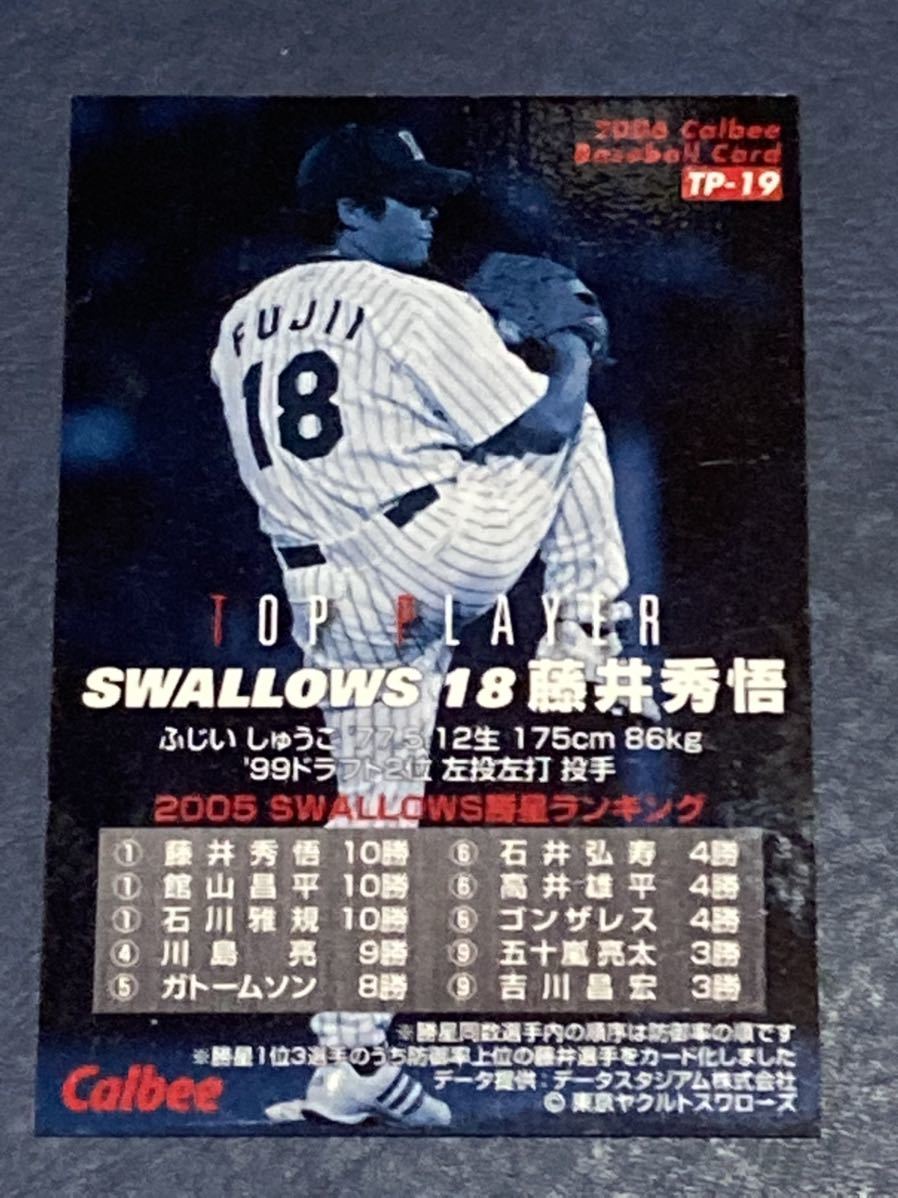 2006 Calbee
Baseball Card
TP-19
FUJII
18
TOP PLAYER
SWALLOWS 18 藤井秀悟
ふじい しゅうご '77.5.12生 175cm 86kg
'99ドラフト2位 左投左打 投手
2005 SWALLOWS勝星ランキング
① 藤井秀悟 10勝
① 館山昌平 10勝
① 石川雅規 10勝
④ 川島亮 9勝
⑤ ガトームソン 8勝
⑥ 石井弘寿 4勝
⑥ 高井雄平 4勝
⑥ ゴンザレス 4勝
⑨ 五十嵐亮太 3勝
⑨ 吉川昌宏 3勝
※勝星同数選手内の順序は防御率の順です
※勝星1位3選手のうち防御率上位の藤井選手をカード化しました
データ提供：データスタジアム株式会社
© 東京ヤクルトスワローズ
Calbee